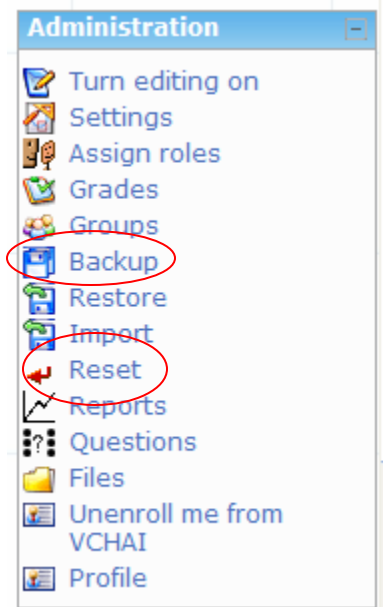 Administration
Turn editing on
Settings
Assign roles
Grades
Groups
Backup
Restore
Import
Reset
Reports
Questions
Files
Unenroll me from
VCHAI
Profile